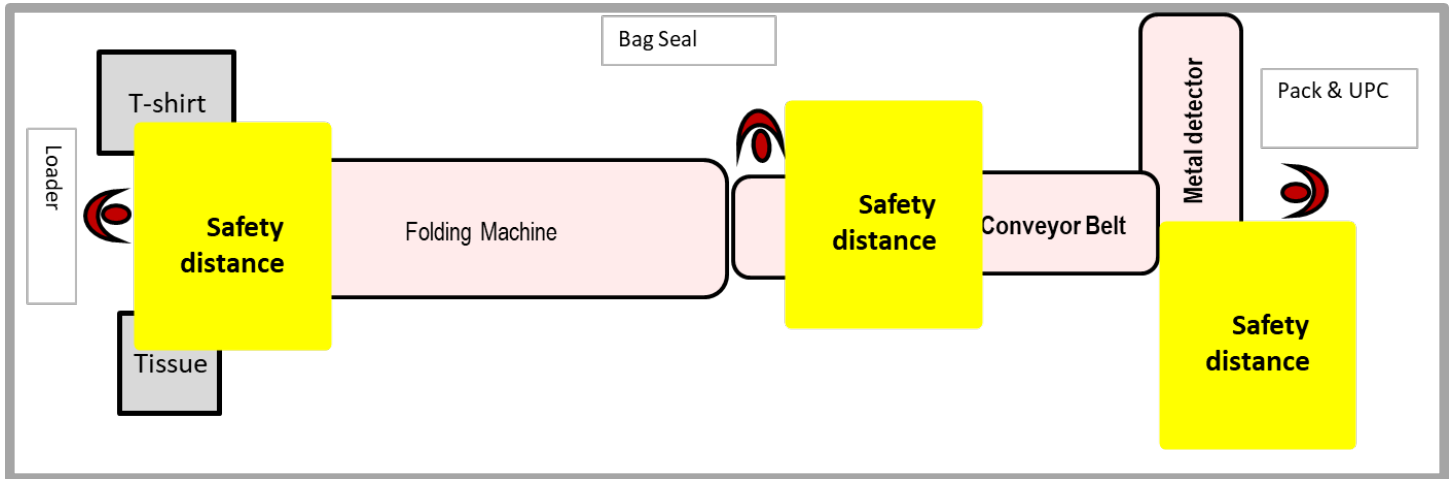 Bag Seal
T-shirt
Metal detector
Pack & UPC
Loader
Safety
distance
Folding Machine
Safety
distance
Conveyor Belt
Safety
distance
Tissue